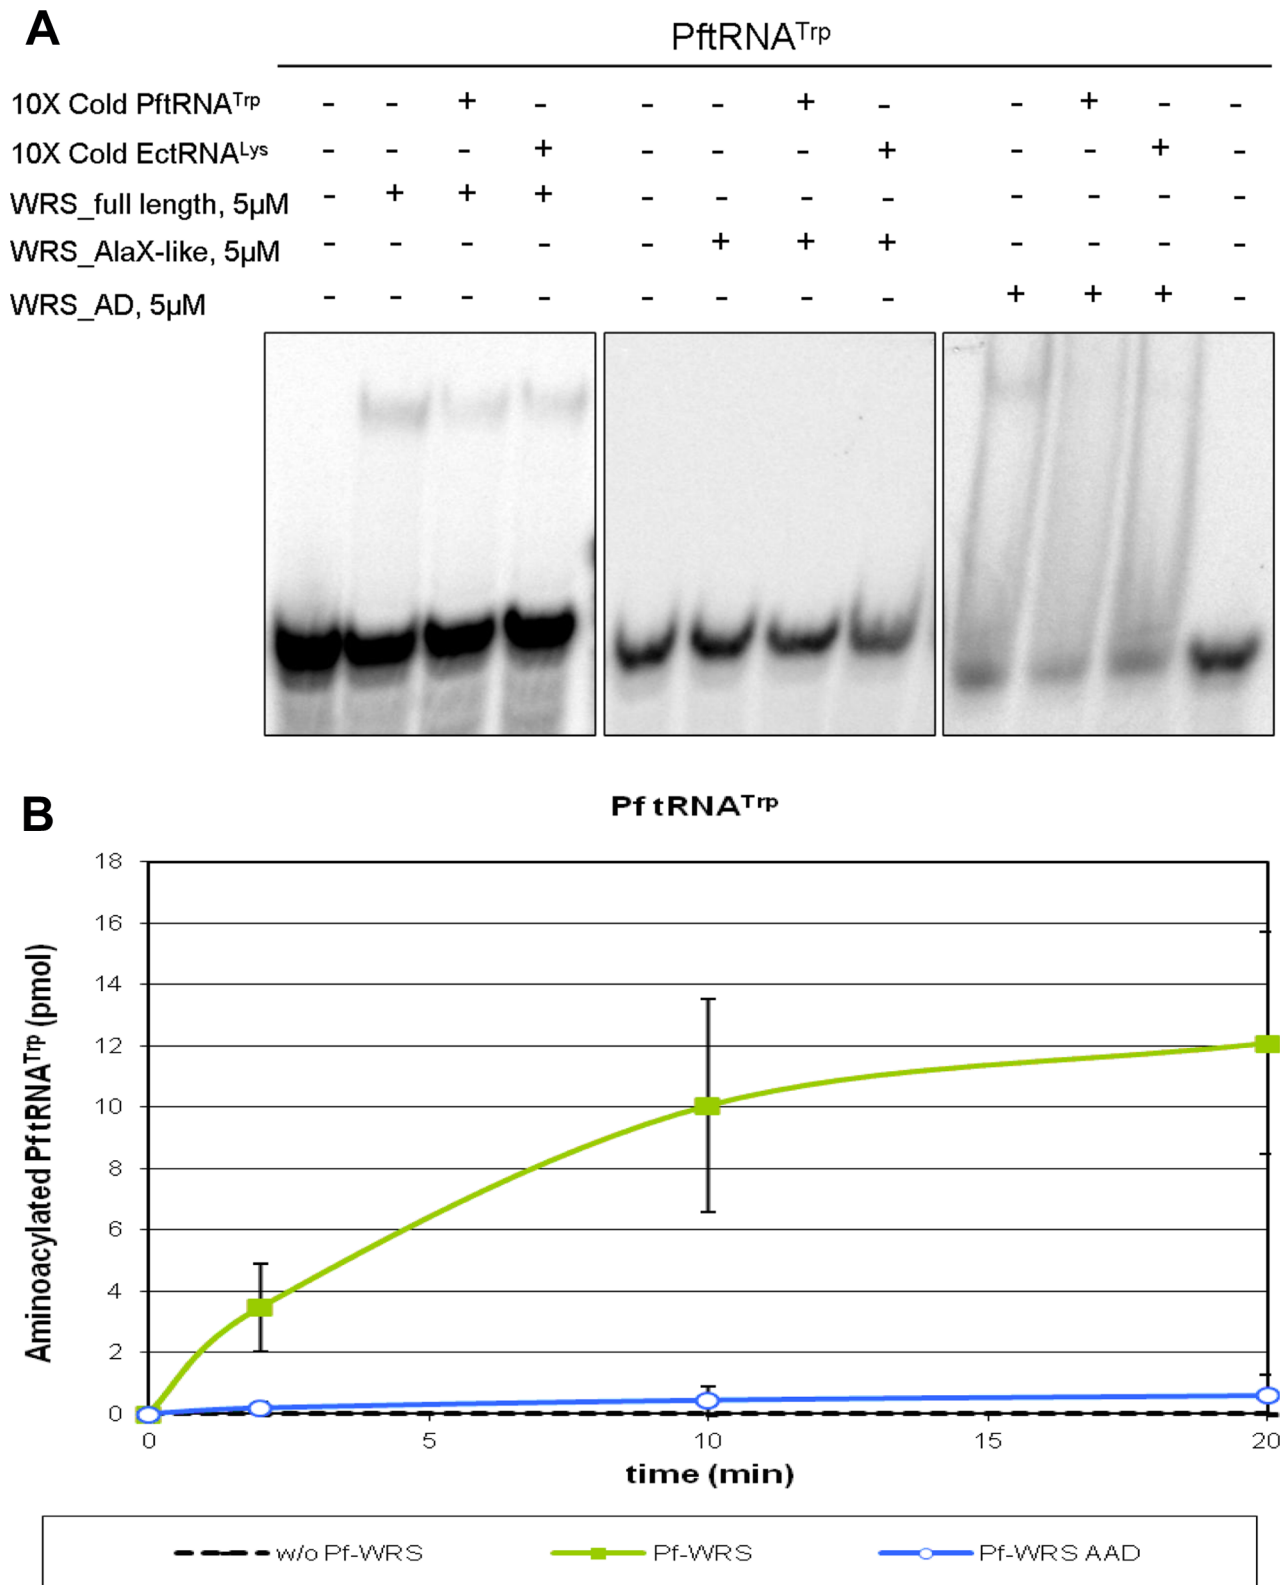 A
PftRNATrp
10X Cold PftRNATrp - - + - - - + - - + - -
10X Cold EctRNALys - - - + - - - + - - + -
WRS_full length, 5µM - + + + - - - - - - - -
WRS_AlaX-like, 5µM - - - - - + + + - - - -
WRS_AD, 5µM - - - - - - - - + + + -
B
Pf tRNATrp
Aminoacylated PftRNATrp (pmol)
18
16
14
12
10
8
6
4
2
0
0 5 10 15 20
time (min)
w/o Pf-WRS Pf-WRS Pf-WRS AAD